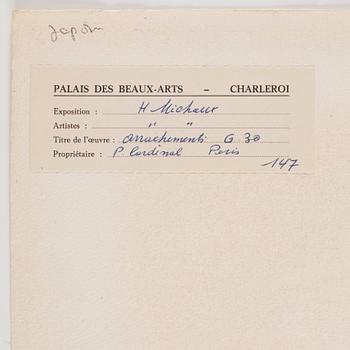 Japon
PALAIS DES BEAUX-ARTS – CHARLEROI
Exposition : H Michaux
Artistes : " "
Titre de l'œuvre : arrachements G 30
Propriétaire : P Cardinal Paris
147